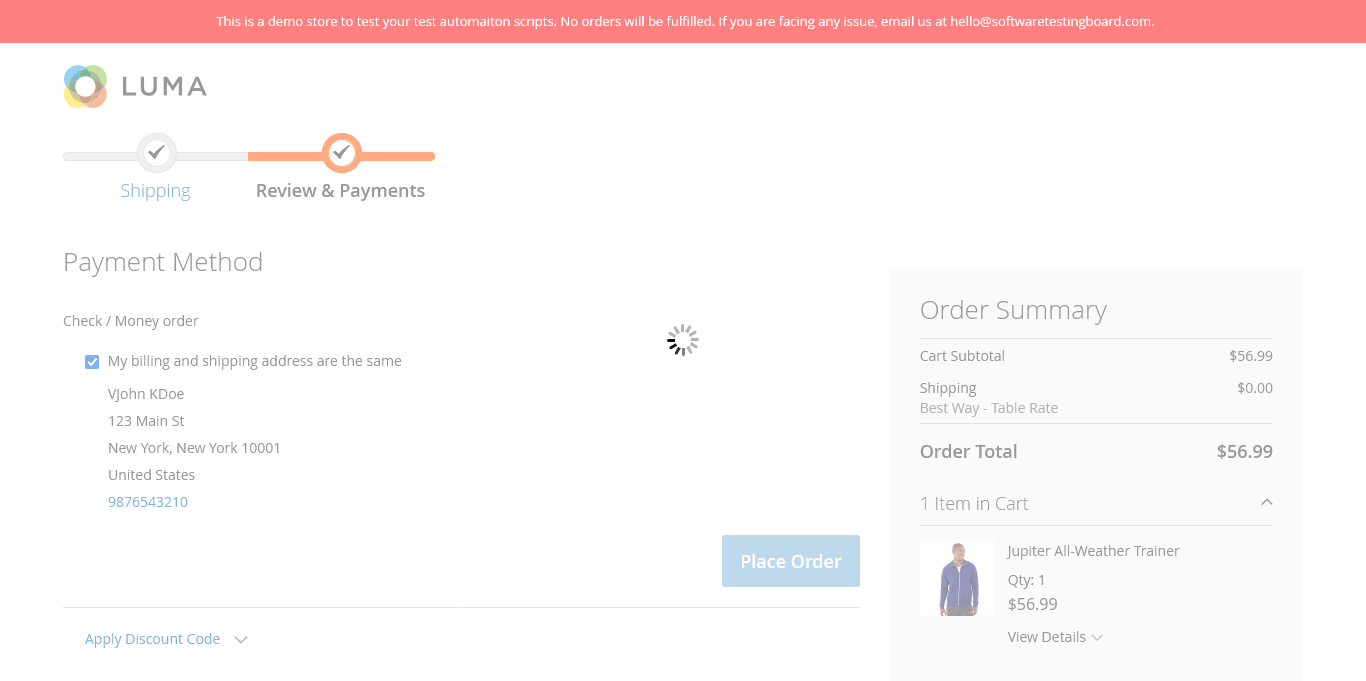 This is a demo store to test your test automaiton scripts. No orders will be fulfilled. If you are facing any issue, email us at hello@softwaretestingboard.com.
LUMA
Shipping
Review & Payments
Payment Method
Check / Money order
My billing and shipping address are the same
VJohn KDoe
123 Main St
New York, New York 10001
United States
9876543210
Place Order
Apply Discount Code
Order Summary
Cart Subtotal $56.99
Shipping $0.00
Best Way - Table Rate
Order Total $56.99
1 Item in Cart
Jupiter All-Weather Trainer
Qty: 1
$56.99
View Details